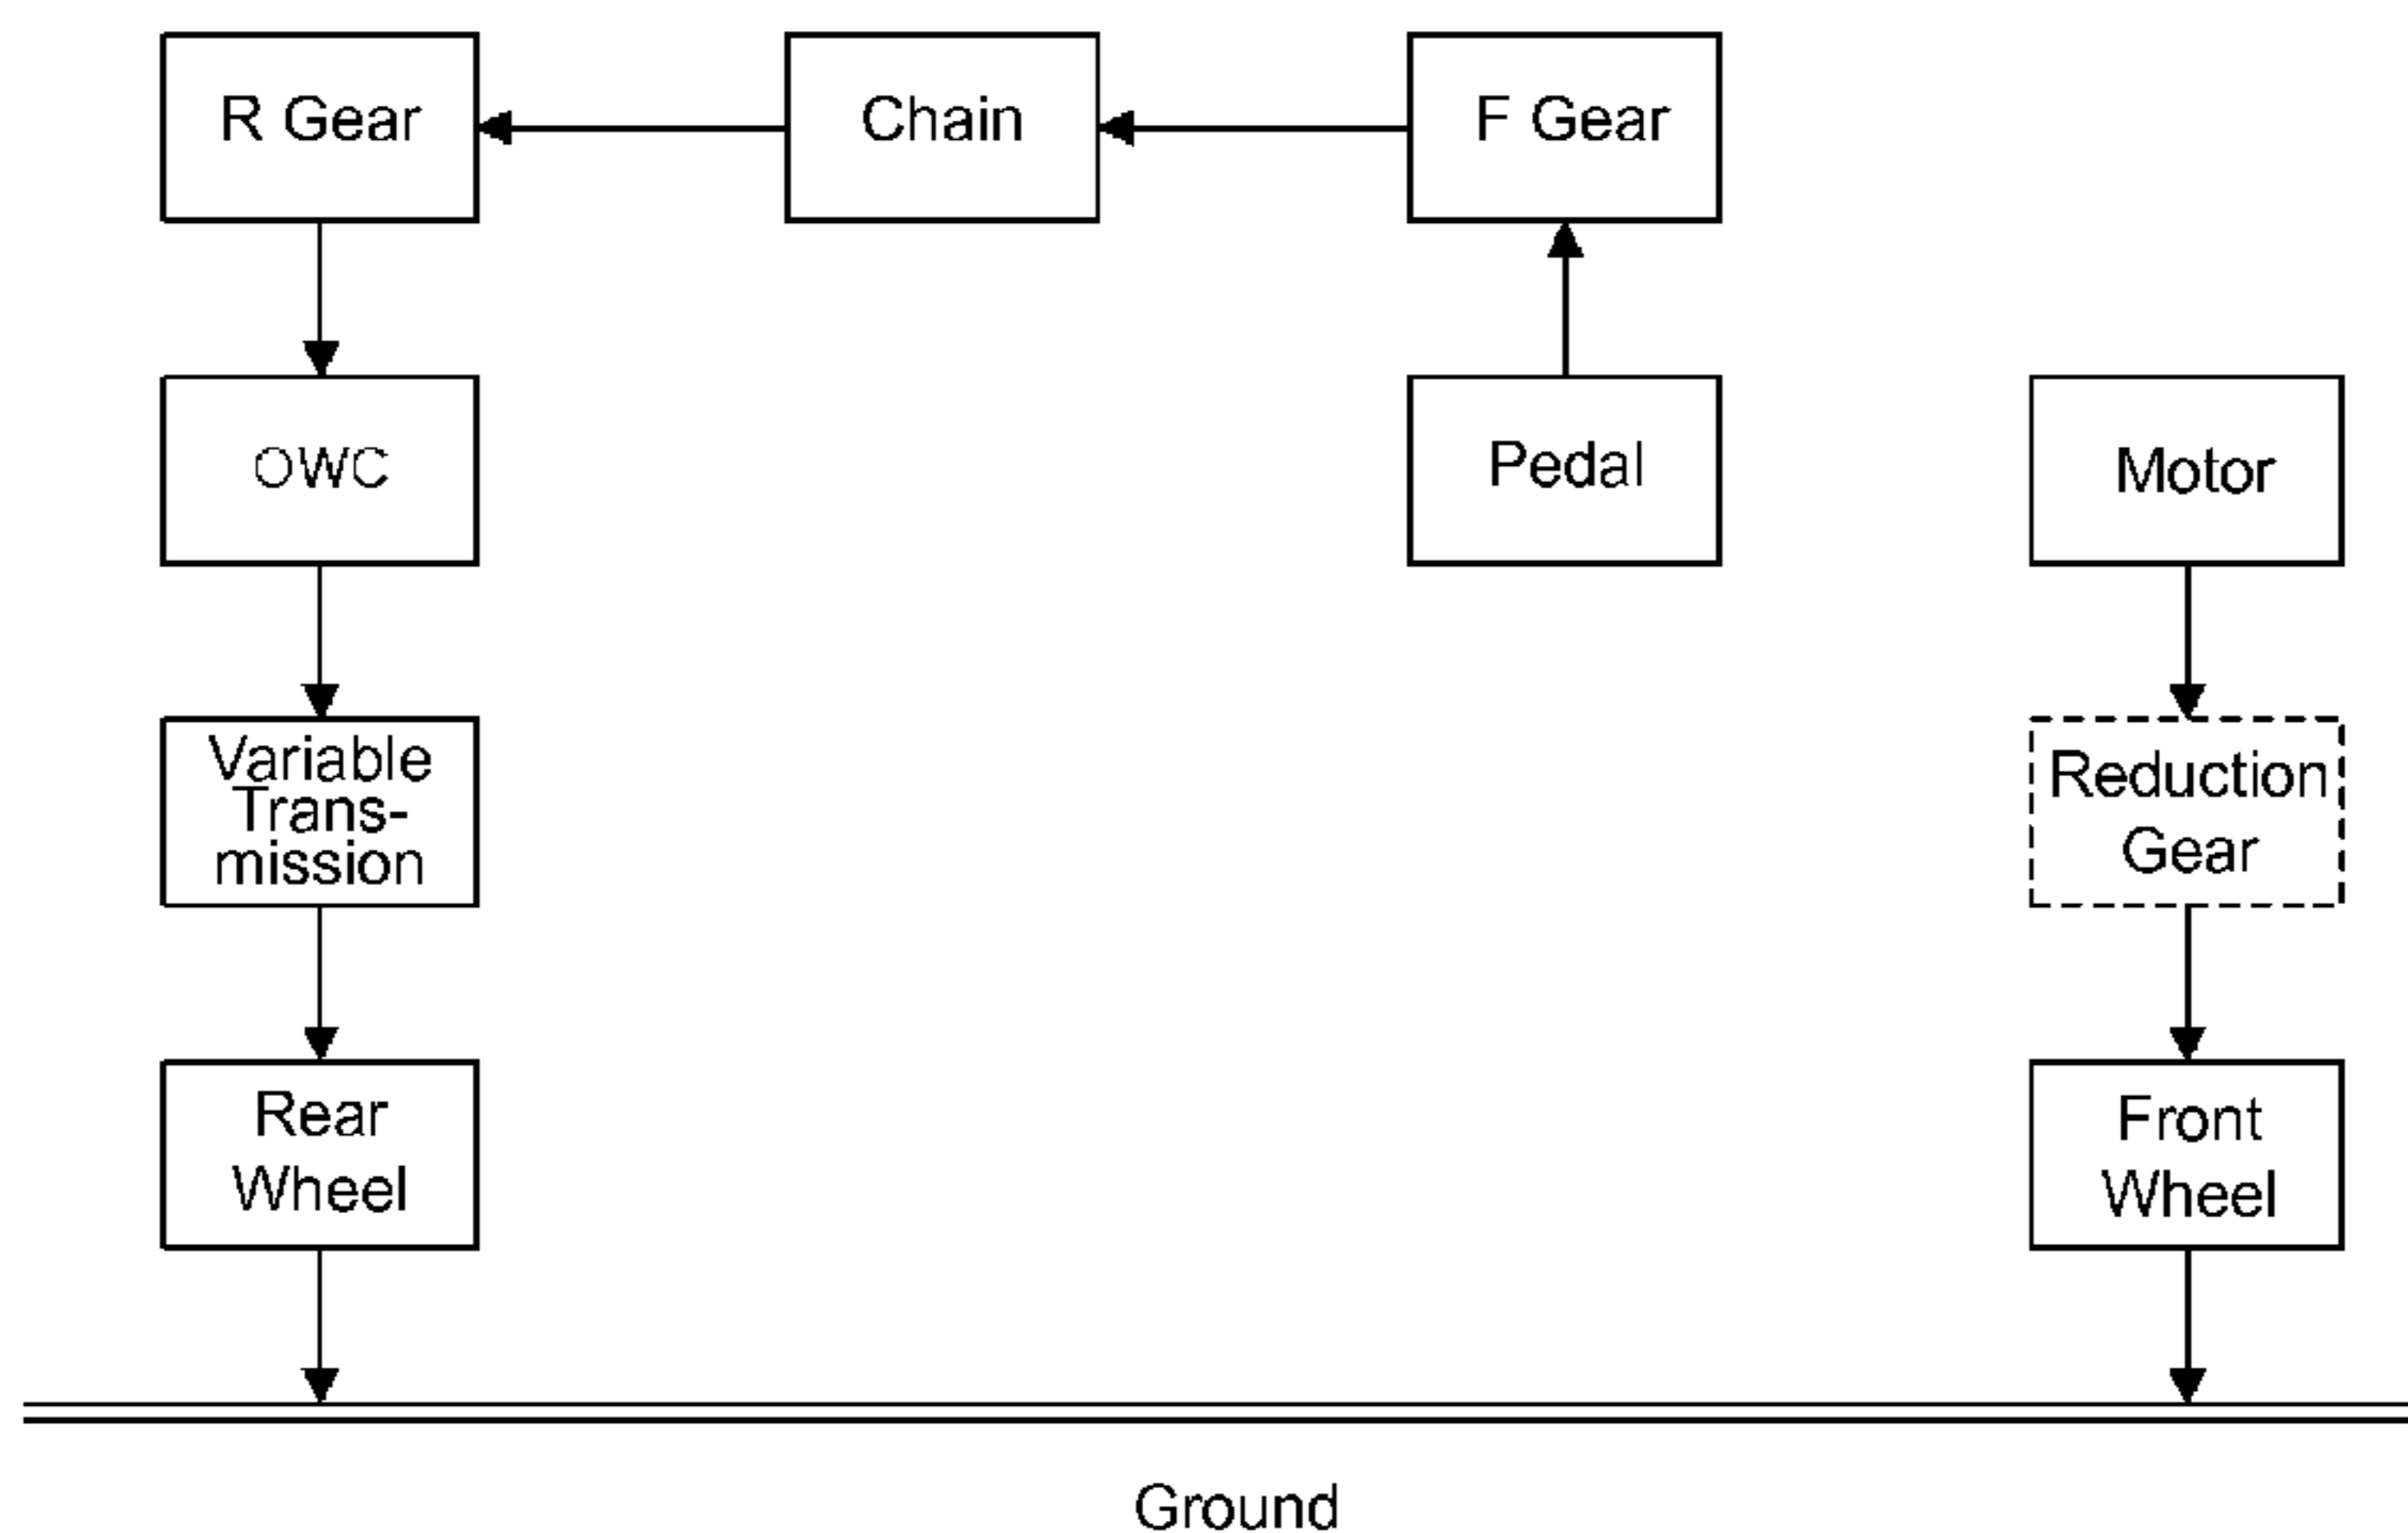 R Gear
Chain
F Gear
OWC
Pedal
Motor
Variable
Trans-
mission
Reduction
Gear
Rear
Wheel
Front
Wheel
Ground